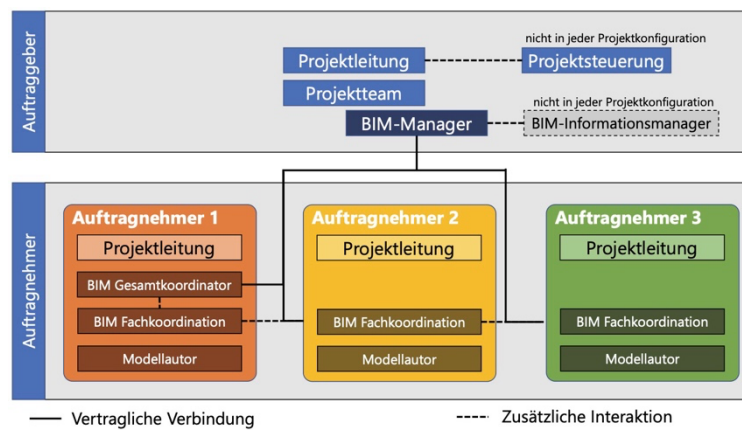 Auftraggeber
nicht in jeder Projektkonfiguration
Projektleitung
Projektsteuerung
Projektteam
nicht in jeder Projektkonfiguration
BIM-Manager
BIM-Informationsmanager
Auftragnehmer
Auftragnehmer 1
Projektleitung
BIM Gesamtkoordinator
BIM Fachkoordination
Modellautor
Auftragnehmer 2
Projektleitung
BIM Fachkoordination
Modellautor
Auftragnehmer 3
Projektleitung
BIM Fachkoordination
Modellautor
Vertragliche Verbindung
Zusätzliche Interaktion